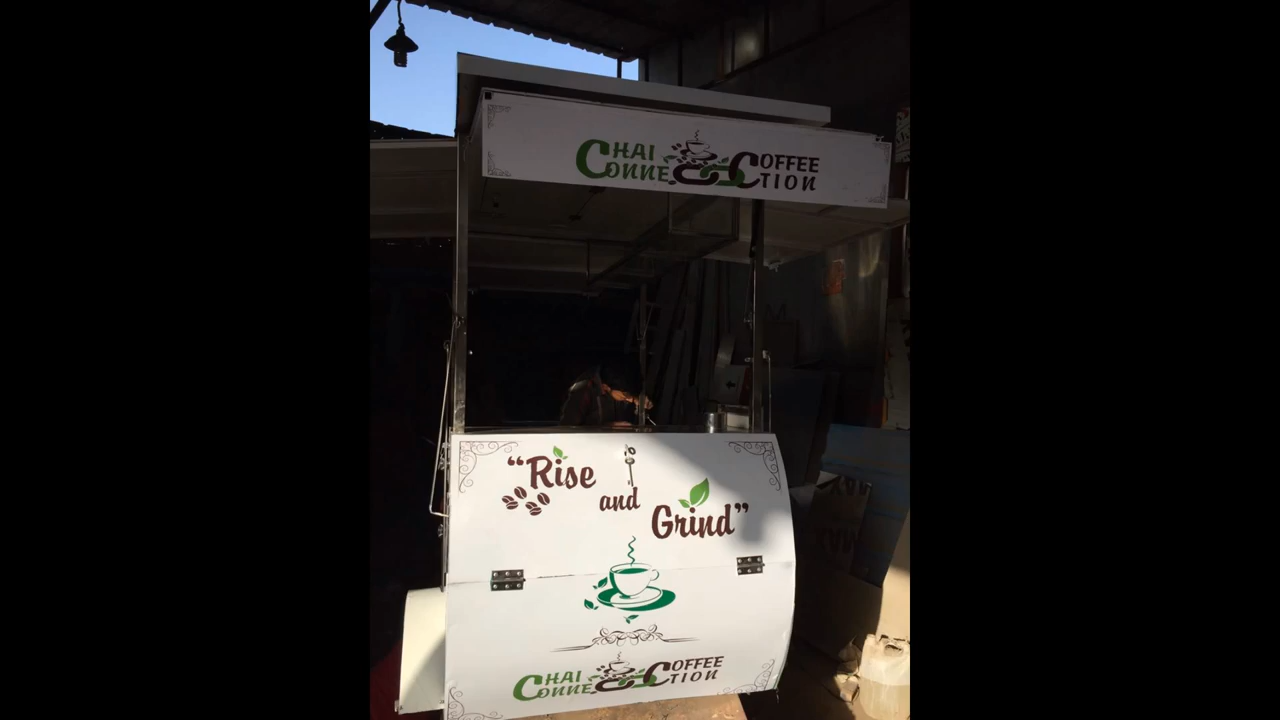 CHAI COFFEE
CONNECTION
“Rise
and
Grind”
CHAI COFFEE
CONNECTION